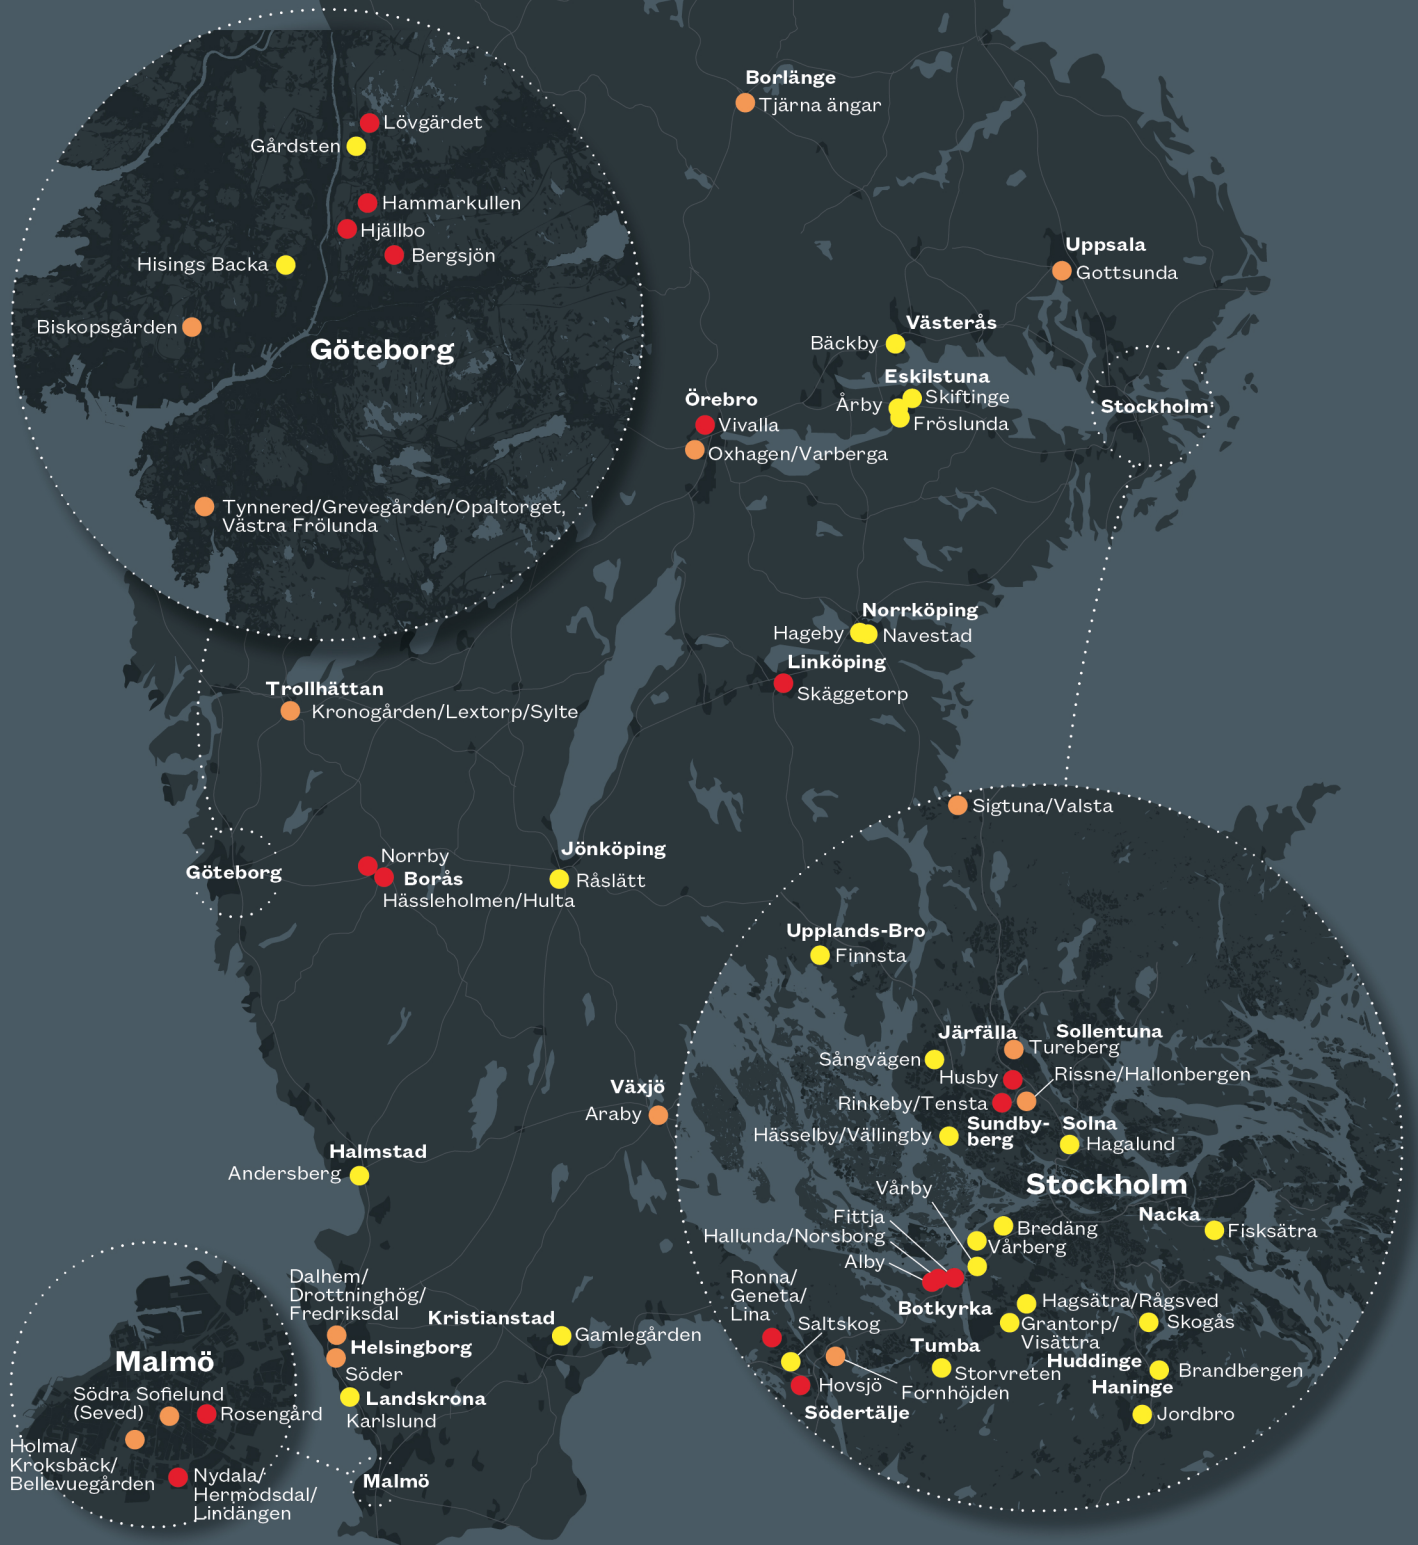 Borlänge
Tjärna ängar
Lövgärdet
Gårdsten
Hammarkullen
Hjällbo
Bergsjön
Hisings Backa
Biskopsgården
Göteborg
Tynnered/Grevegården/Opaltorget,
Västra Frölunda
Uppsala
Gottsunda
Västerås
Bäckby
Eskilstuna
Skiftinge
Årby
Fröslunda
Örebro
Vivalla
Oxhagen/Varberga
Stockholm
Norrköping
Hageby
Navestad
Linköping
Skäggetorp
Trollhättan
Kronogården/Lextorp/Sylte
Göteborg
Norrby
Borås
Hässleholmen/Hulta
Jönköping
Råslätt
Växjö
Araby
Halmstad
Andersberg
Dalhem/
Drottninghög/
Fredriksdal
Helsingborg
Söder
Landskrona
Karlslund
Kristianstad
Gamlegården
Malmö
Malmö
Södra Sofielund
(Seved)
Rosengård
Holma/
Kroksbäck/
Bellevuegården
Nydala/
Hermodsdal/
Lindängen
Sigtuna/Valsta
Upplands-Bro
Finnsta
Järfälla
Sångvägen
Sollentuna
Tureberg
Husby
Rissne/Hallonbergen
Rinkeby/Tensta
Sundby-
berg
Hässelby/Vällingby
Solna
Hagalund
Stockholm
Vårby
Fittja
Hallunda/Norsborg
Alby
Bredäng
Vårberg
Nacka
Fisksätra
Botkyrka
Ronna/
Geneta/
Lina
Saltskog
Hovsjö
Södertälje
Fornhöjden
Tumba
Storvreten
Hagsätra/Rågsved
Grantorp/
Visättra
Skogås
Huddinge
Brandbergen
Haninge
Jordbro